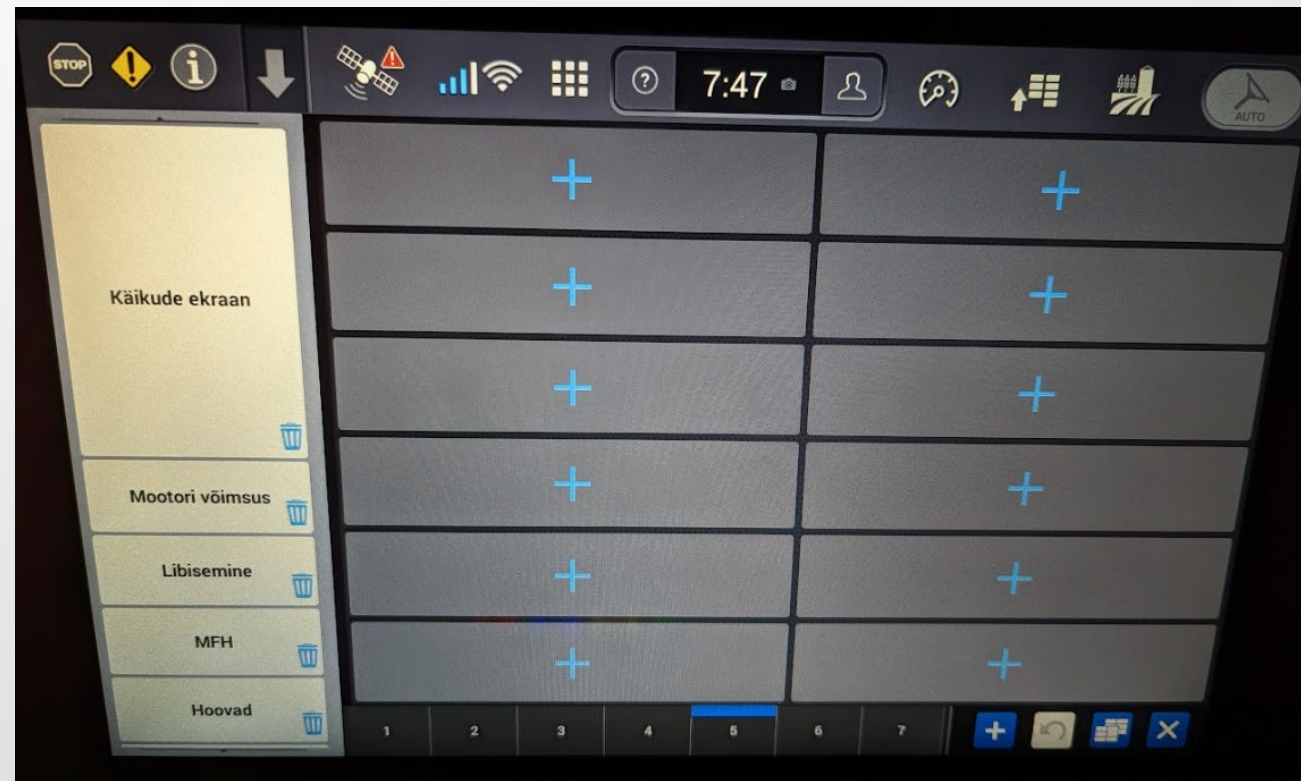 STOP
7:47
AUTO
Käikude ekraan
Mootori võimsus
Libisemine
MFH
Hoovad
1 2 3 4 5 6 7